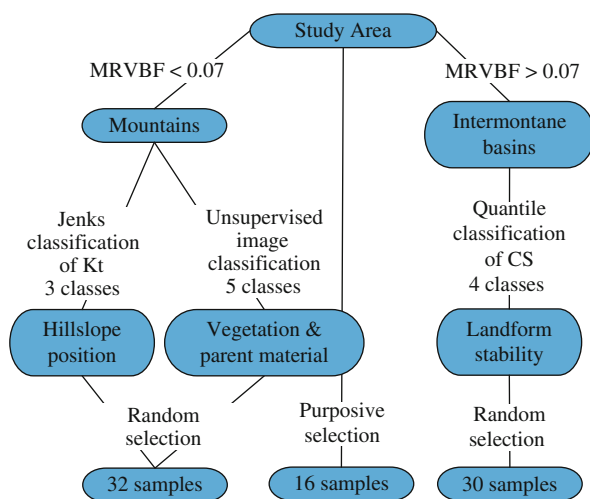 Study Area
MRVBF < 0.07
MRVBF > 0.07
Mountains
Intermontane
basins
Jenks
classification
of Kt
3 classes
Unsupervised
image
classification
5 classes
Quantile
classification
of CS
4 classes
Hillslope
position
Vegetation &
parent material
Landform
stability
Random
selection
Purposive
selection
Random
selection
32 samples
16 samples
30 samples